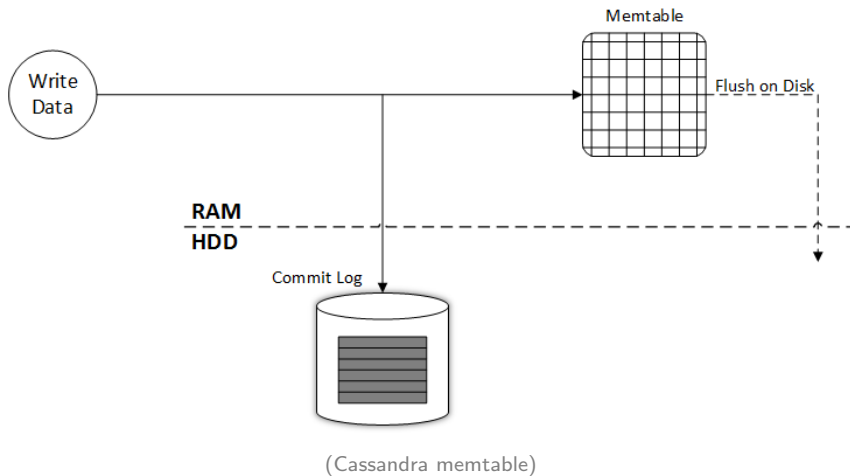 Memtable
Write
Data
Flush on Disk
RAM
HDD
Commit Log
(Cassandra memtable)